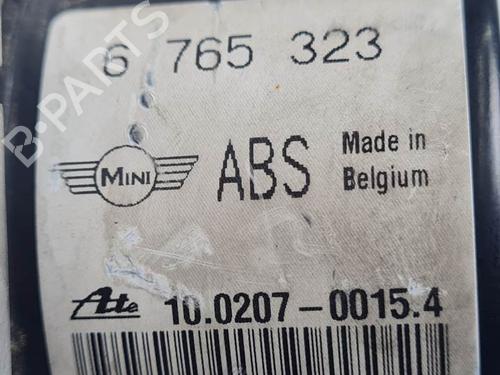 6 765 323
MINI ABS Made in
Belgium
Ate 10.0207-0015.4
B-PARTS